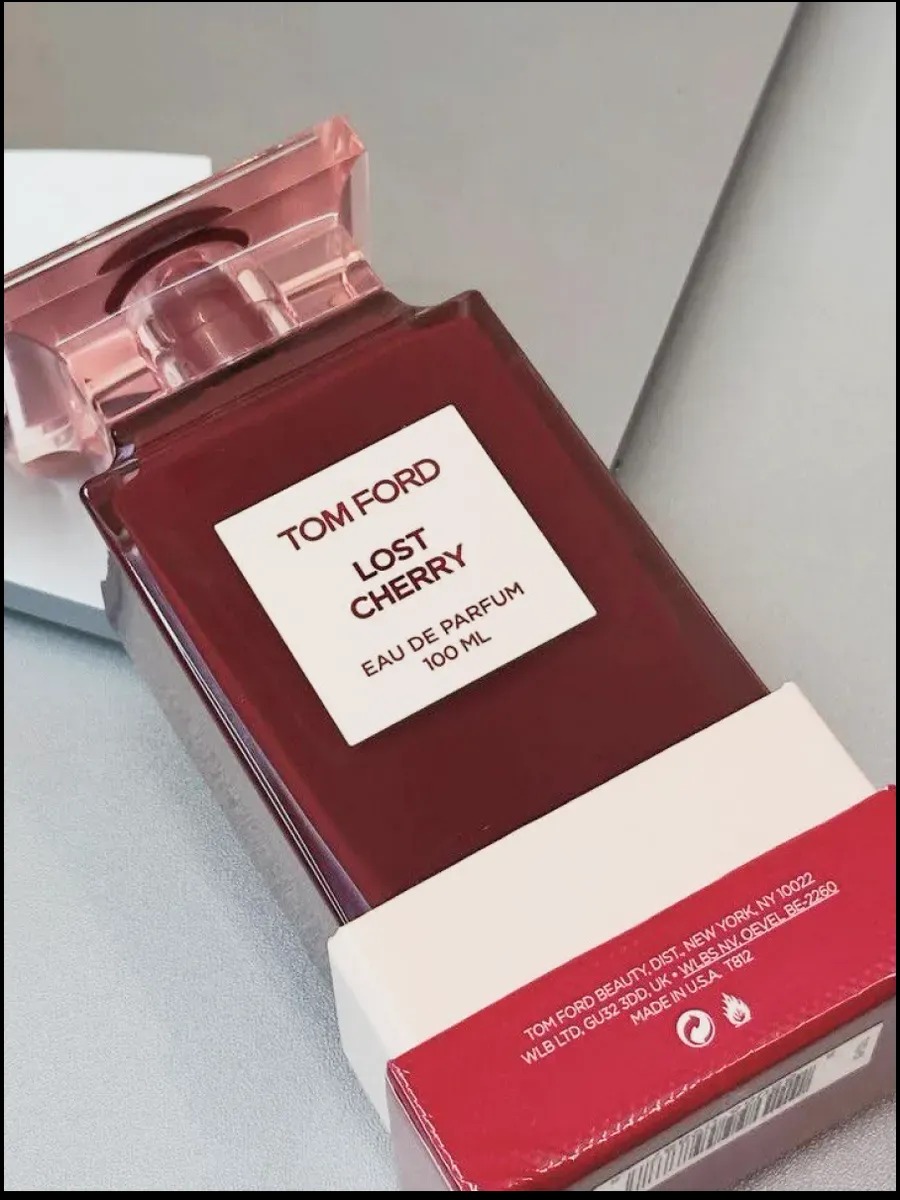 TOM FORD
LOST
CHERRY
EAU DE PARFUM
100 ML
TOM FORD BEAUTY, DIST., NEW YORK, NY 10022
WLB LTD, GU32 3DD, UK • WLBS NV, OEVEL BE-2260
MADE IN U.S.A. T812